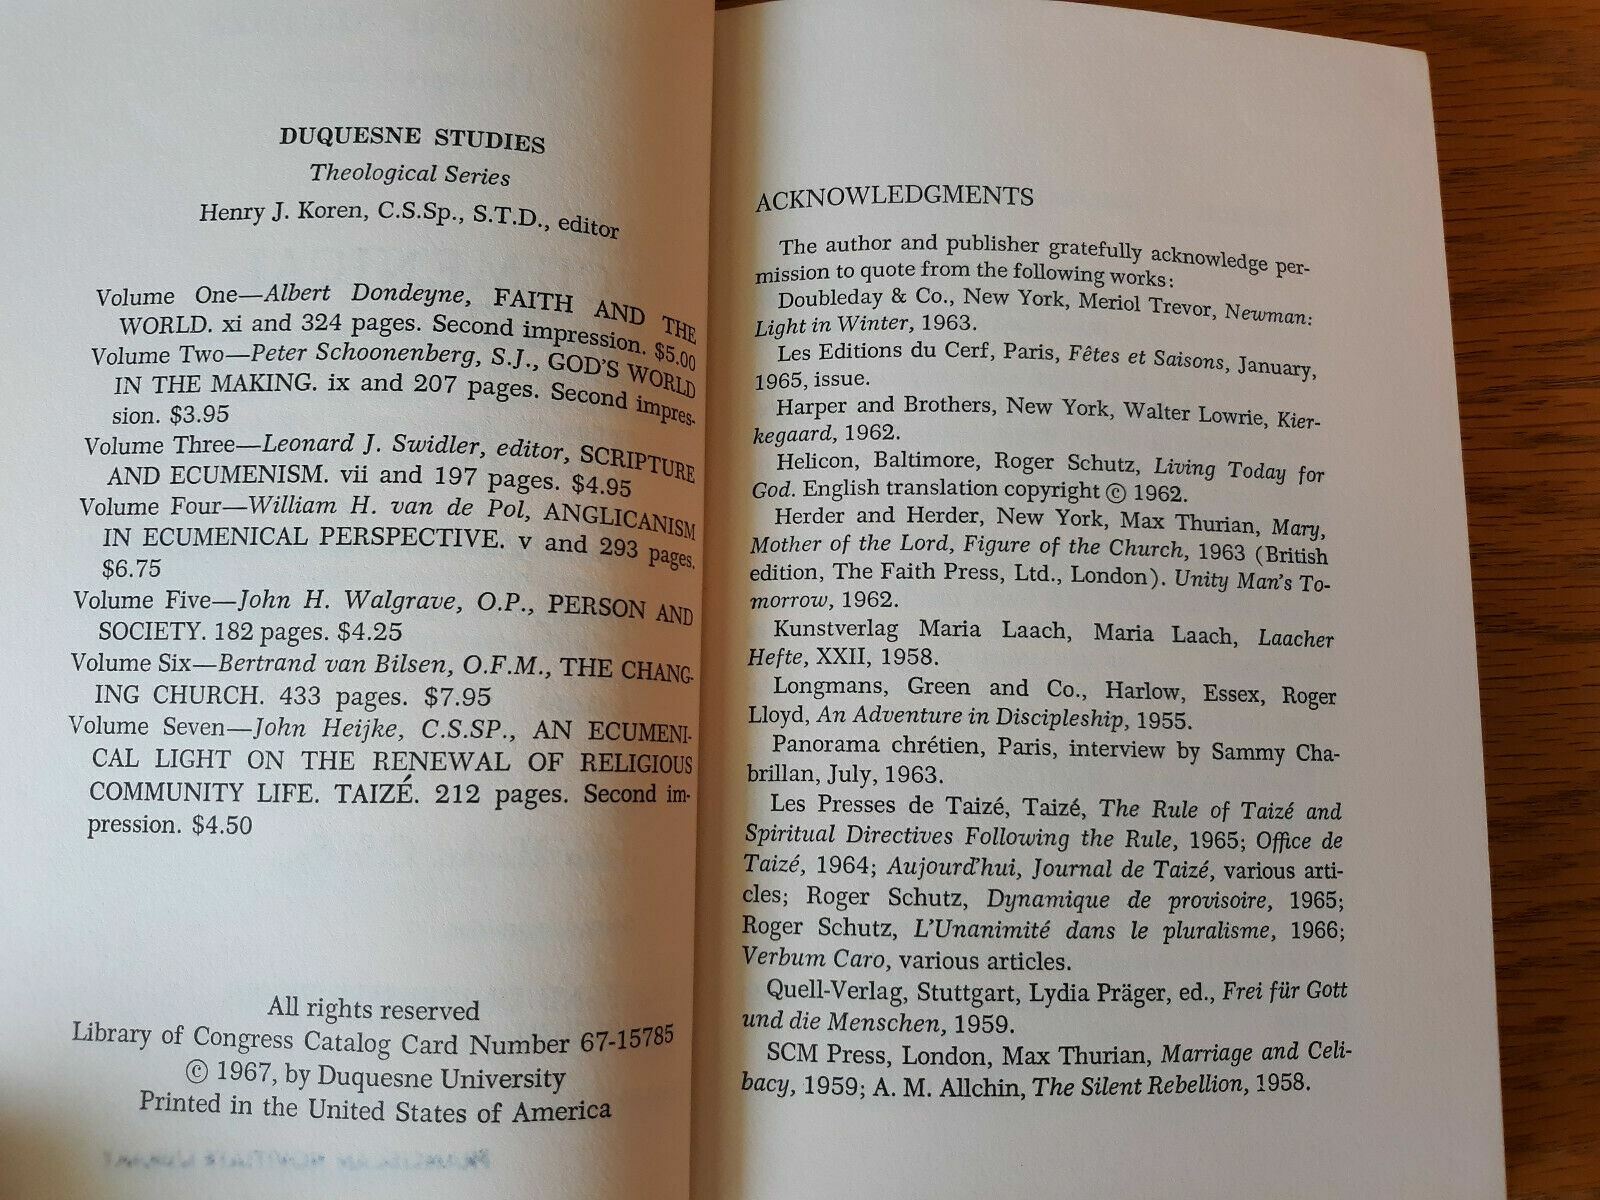 DUQUESNE STUDIES
Theological Series
Henry J. Koren, C.S.Sp., S.T.D., editor
Volume One—Albert Dondeyne, FAITH AND THE
WORLD. xi and 324 pages. Second impression. $5.00
Volume Two—Peter Schoonenberg, S.J., GOD'S WORLD
IN THE MAKING. ix and 207 pages. Second impres-
sion. $3.95
Volume Three—Leonard J. Swidler, editor, SCRIPTURE
AND ECUMENISM. vii and 197 pages. $4.95
Volume Four—William H. van de Pol, ANGLICANISM
IN ECUMENICAL PERSPECTIVE. v and 293 pages.
$6.75
Volume Five—John H. Walgrave, O.P., PERSON AND
SOCIETY. 182 pages. $4.25
Volume Six—Bertrand van Bilsen, O.F.M., THE CHANG-
ING CHURCH. 433 pages. $7.95
Volume Seven—John Heijke, C.S.SP., AN ECUMENI-
CAL LIGHT ON THE RENEWAL OF RELIGIOUS
COMMUNITY LIFE. TAIZÉ. 212 pages. Second im-
pression. $4.50
All rights reserved
Library of Congress Catalog Card Number 67-15785
© 1967, by Duquesne University
Printed in the United States of America
ACKNOWLEDGMENTS
The author and publisher gratefully acknowledge per-
mission to quote from the following works:
Doubleday & Co., New York, Meriol Trevor, Newman:
Light in Winter, 1963.
Les Editions du Cerf, Paris, Fêtes et Saisons, January,
1965, issue.
Harper and Brothers, New York, Walter Lowrie, Kier-
kegaard, 1962.
Helicon, Baltimore, Roger Schutz, Living Today for
God. English translation copyright © 1962.
Herder and Herder, New York, Max Thurian, Mary,
Mother of the Lord, Figure of the Church, 1963 (British
edition, The Faith Press, Ltd., London). Unity Man's To-
morrow, 1962.
Kunstverlag Maria Laach, Maria Laach, Laacher
Hefte, XXII, 1958.
Longmans, Green and Co., Harlow, Essex, Roger
Lloyd, An Adventure in Discipleship, 1955.
Panorama chrétien, Paris, interview by Sammy Cha-
brillan, July, 1963.
Les Presses de Taizé, Taizé, The Rule of Taizé and
Spiritual Directives Following the Rule, 1965; Office de
Taizé, 1964; Aujourd'hui, Journal de Taizé, various arti-
cles; Roger Schutz, Dynamique de provisoire, 1965;
Roger Schutz, L'Unanimité dans le pluralisme, 1966;
Verbum Caro, various articles.
Quell-Verlag, Stuttgart, Lydia Präger, ed., Frei für Gott
und die Menschen, 1959.
SCM Press, London, Max Thurian, Marriage and Celi-
bacy, 1959; A. M. Allchin, The Silent Rebellion, 1958.